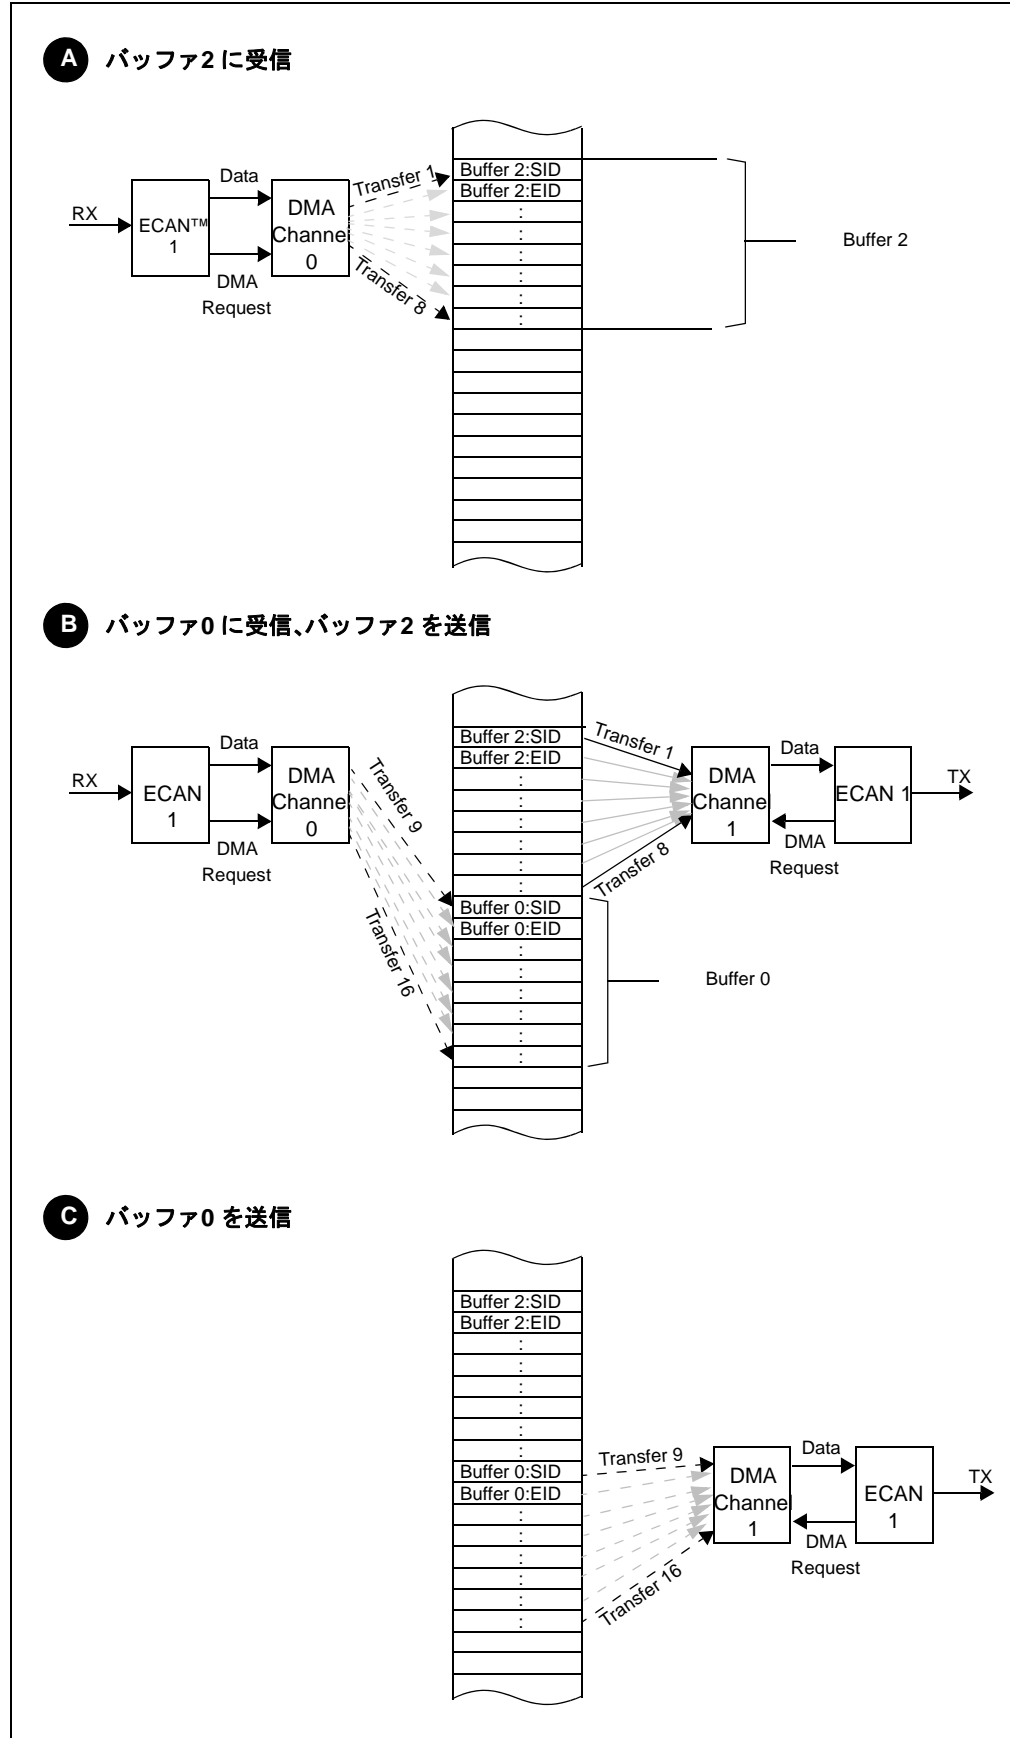 A バッファ2 に受信
Buffer 2:SID
Data
Transfer 1
Buffer 2:EID
RX
ECAN™
1
DMA
Channel
0
:
:
:
:
:
:
Buffer 2
DMA
Request
Transfer 8
B バッファ0 に受信、バッファ2 を送信
Buffer 2:SID
Transfer 1
Data
Data
Buffer 2:EID
RX
ECAN
1
DMA
Channel
0
Transfer 9
:
:
:
:
:
:
DMA
Channel
1
ECAN 1
TX
DMA
Request
DMA
Request
Transfer 8
Buffer 0:SID
Buffer 0:EID
Transfer 16
:
:
:
:
:
:
Buffer 0
C バッファ0 を送信
Buffer 2:SID
Buffer 2:EID
:
:
:
:
:
:
Buffer 0:SID
Buffer 0:EID
Transfer 9
Data
DMA
Channel
1
ECAN
1
TX
:
:
:
:
:
:
DMA
Request
Transfer 16